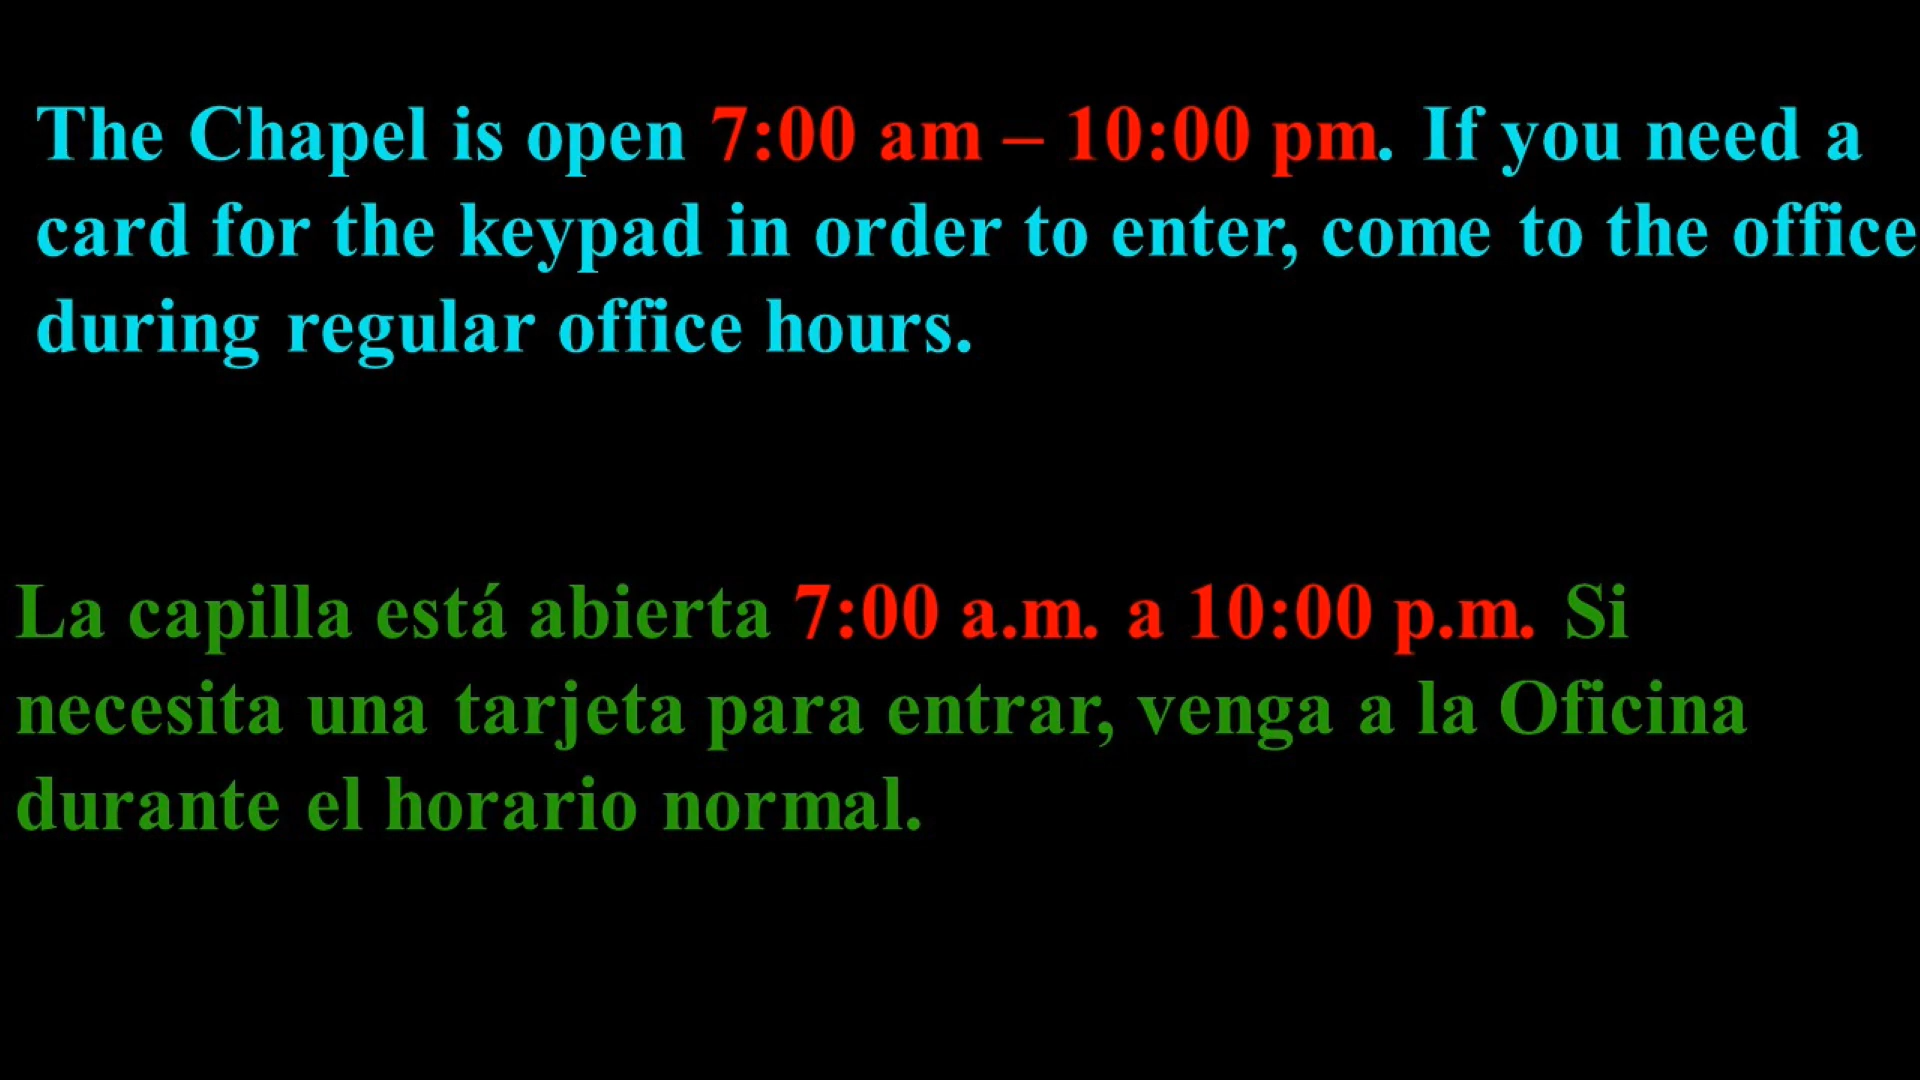 The Chapel is open 7:00 am – 10:00 pm. If you need a
card for the keypad in order to enter, come to the office
during regular office hours.
La capilla está abierta 7:00 a.m. a 10:00 p.m. Si
necesita una tarjeta para entrar, venga a la Oficina
durante el horario normal.